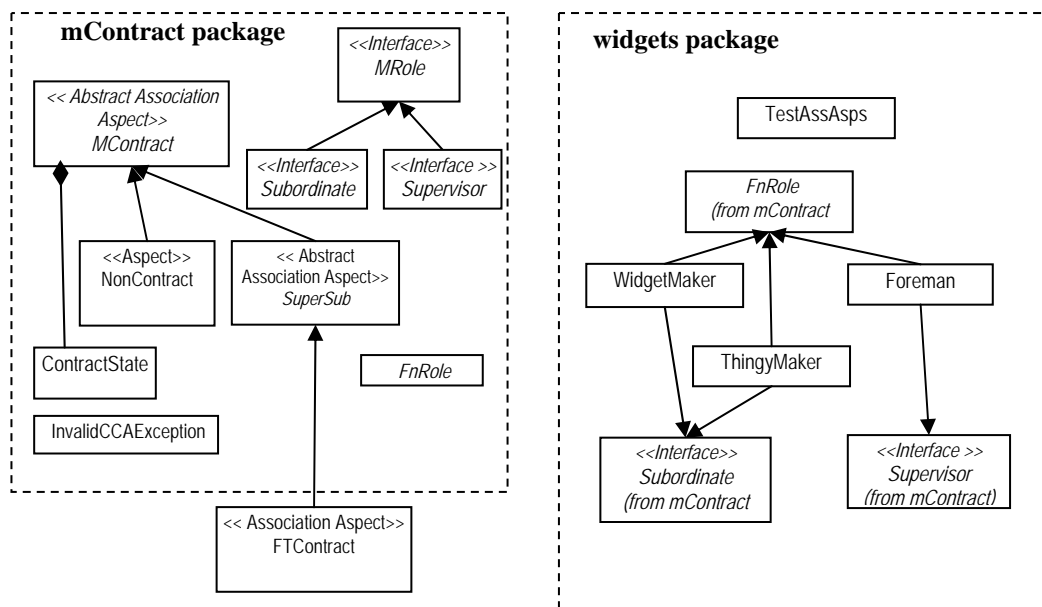 mContract package
<<Interface>>
MRole
<< Abstract Association
Aspect>>
MContract
<<Interface>>
Subordinate
<<Interface >>
Supervisor
<<Aspect>>
NonContract
<< Abstract
Association Aspect>>
SuperSub
ContractState
FnRole
InvalidCCAException
<< Association Aspect>>
FTContract
widgets package
TestAssAsps
FnRole
(from mContract
WidgetMaker
Foreman
ThingyMaker
<<Interface>>
Subordinate
(from mContract
<<Interface >>
Supervisor
(from mContract)